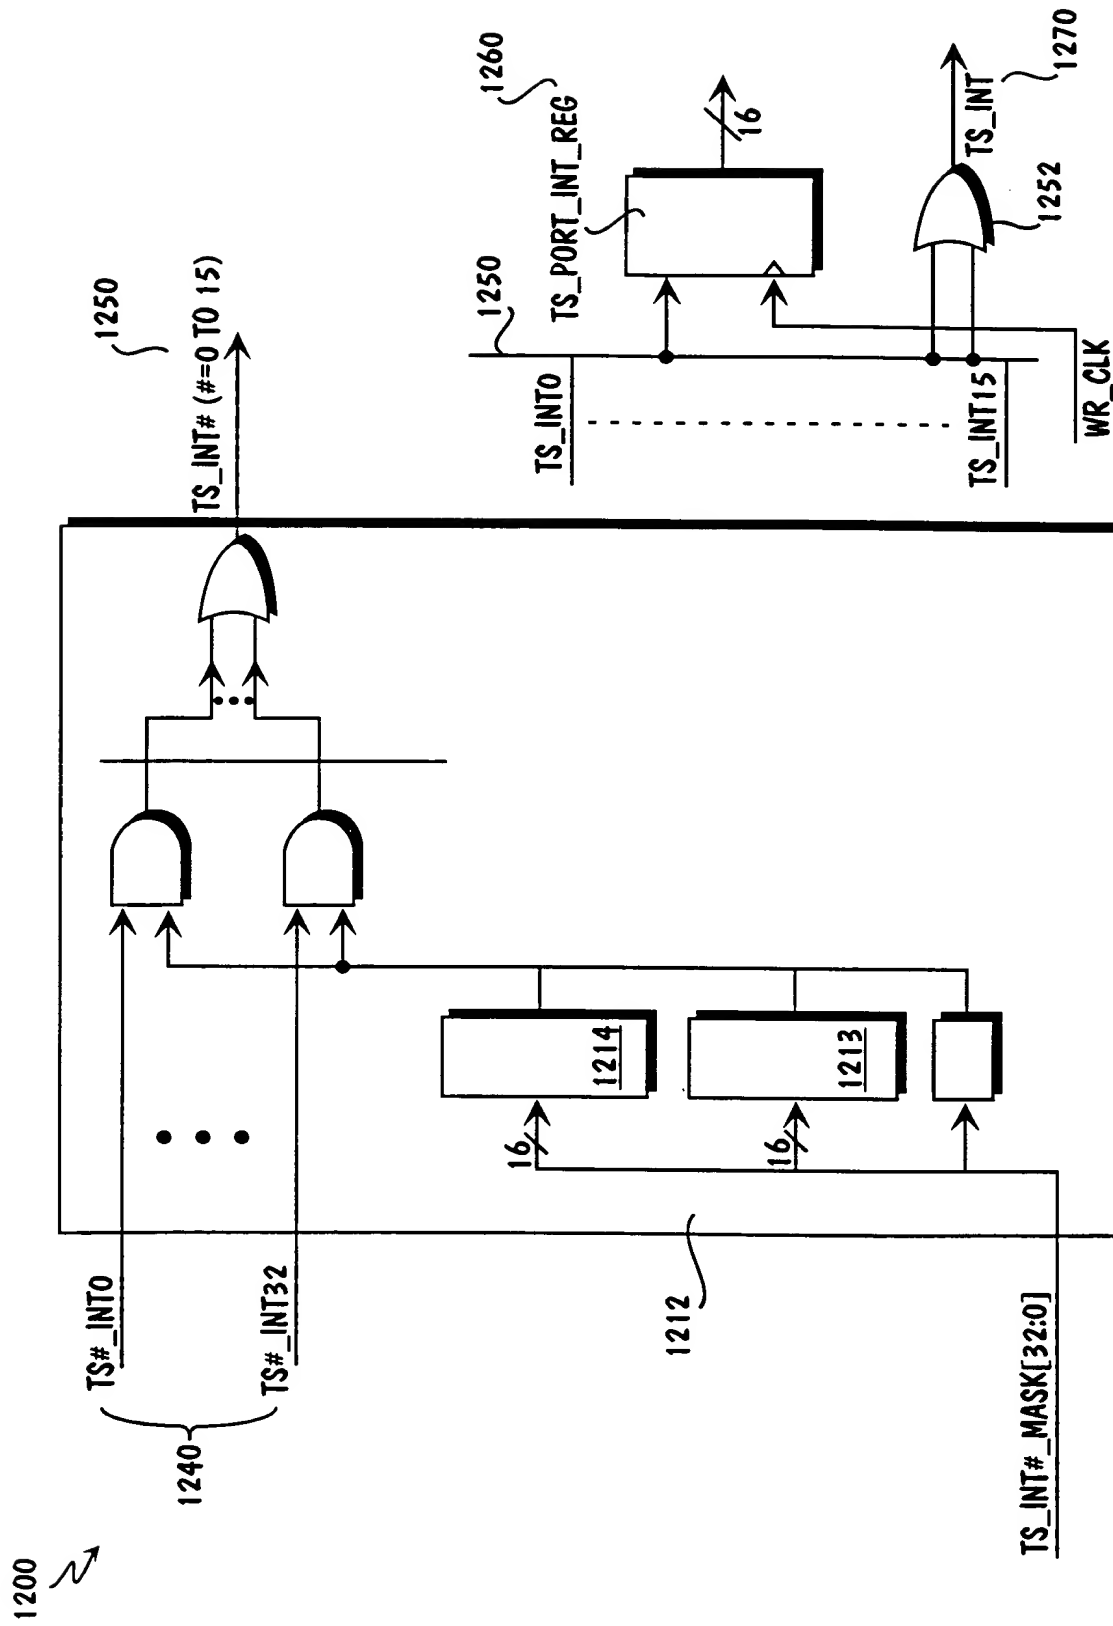 1200
1240
TS#_INT0
TS#_INT32
TS_INT#_MASK[32:0]
1212
16
1214
16
1213
1250
TS_INT# (#=0 TO 15)
1250
TS_INT0
TS_INT15
WR_CLK
1260
TS_PORT_INT_REG
16
1252
TS_INT
1270